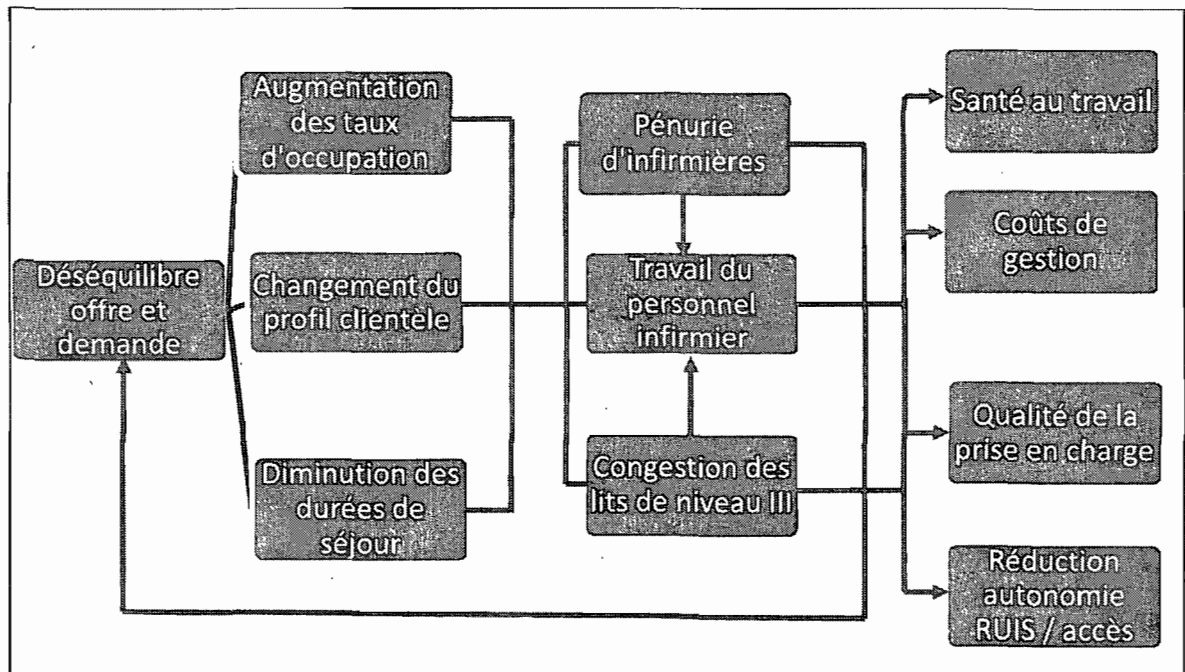 Déséquilibre
offre et
demande
Augmentation
des taux
d'occupation
Changement du
profil clientèle
Diminution des
durées de
séjour
Pénurie
d'infirmières
Travail du
personnel
infirmier
Congestion des
lits de niveau III
Santé au travail
Coûts de
gestion
Qualité de la
prise en charge
Réduction
autonomie
RUIS / accès